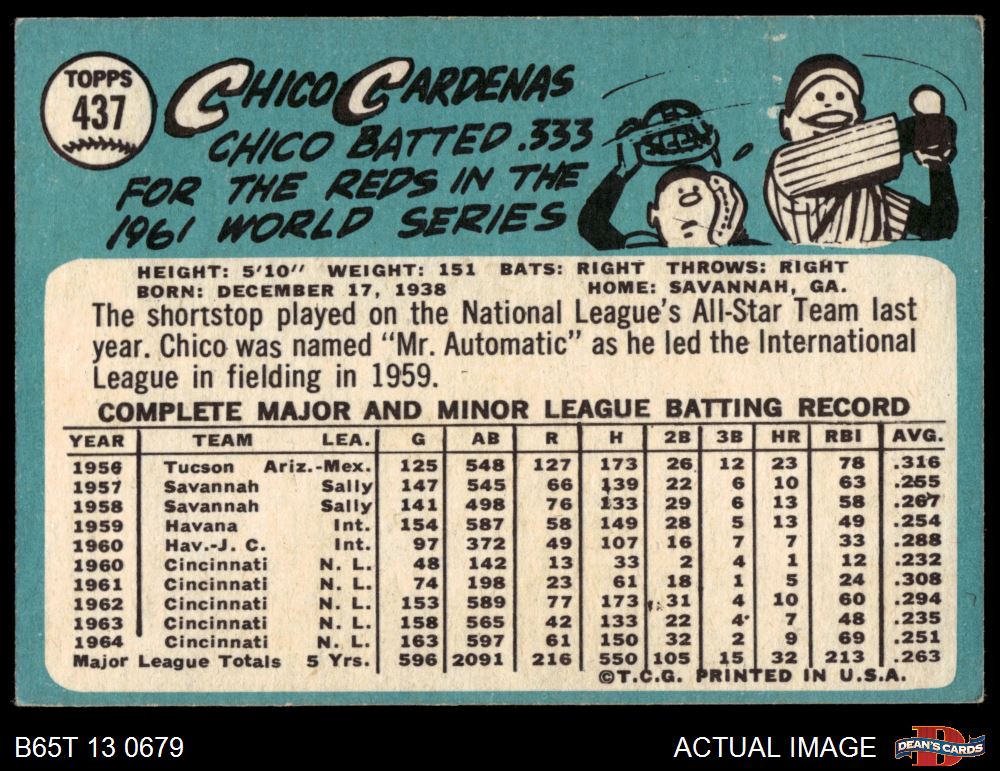 TOPPS
437
CHICO CARDENAS
CHICO BATTED .333
FOR THE REDS IN THE
1961 WORLD SERIES
HEIGHT: 5'10" WEIGHT: 151 BATS: RIGHT THROWS: RIGHT
BORN: DECEMBER 17, 1938 HOME: SAVANNAH, GA.
The shortstop played on the National League's All-Star Team last
year. Chico was named "Mr. Automatic" as he led the International
League in fielding in 1959.
COMPLETE MAJOR AND MINOR LEAGUE BATTING RECORD
YEAR TEAM LEA. G AB R H 2B 3B HR RBI AVG.
1956 Tucson Ariz.-Mex. 125 548 127 173 26 12 23 78 .316
1957 Savannah Sally 147 545 66 139 22 6 10 63 .255
1958 Savannah Sally 141 498 76 133 29 6 13 58 .267
1959 Havana Int. 154 587 58 149 28 5 13 49 .254
1960 Hav.-J. C. Int. 97 372 49 107 16 7 7 33 .288
1960 Cincinnati N. L. 48 142 13 33 2 4 1 12 .232
1961 Cincinnati N. L. 74 198 23 61 18 1 5 24 .308
1962 Cincinnati N. L. 153 589 77 173 31 4 10 60 .294
1963 Cincinnati N. L. 158 565 42 133 22 4 7 48 .235
1964 Cincinnati N. L. 163 597 61 150 32 2 9 69 .251
Major League Totals 5 Yrs. 596 2091 216 550 105 15 32 213 .263
©T.C.G. PRINTED IN U.S.A.
B65T 13 0679 ACTUAL IMAGE DEAN'S CARDS